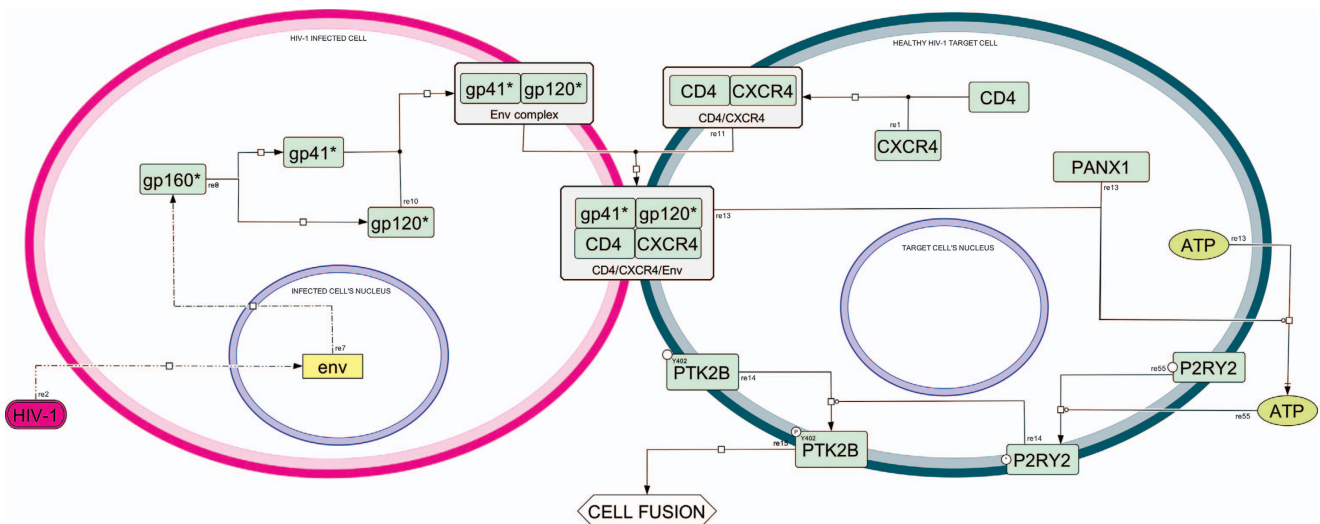 HIV-1 INFECTED CELL
HEALTHY HIV-1 TARGET CELL
gp41* gp120*
Env complex
CD4 CXCR4
CD4/CXCR4
re11
CD4
re1
CXCR4
gp41*
gp160*
re8
re10
gp120*
PANX1
re13
gp41* gp120*
CD4 CXCR4
CD4/CXCR4/Env
re13
ATP
re13
TARGET CELL'S NUCLEUS
INFECTED CELL'S NUCLEUS
re7
env
re2
HIV-1
Y402
PTK2B
re14
re55
P2RY2
ATP
re55
P
Y402
PTK2B
re15
re14
*
P2RY2
CELL FUSION